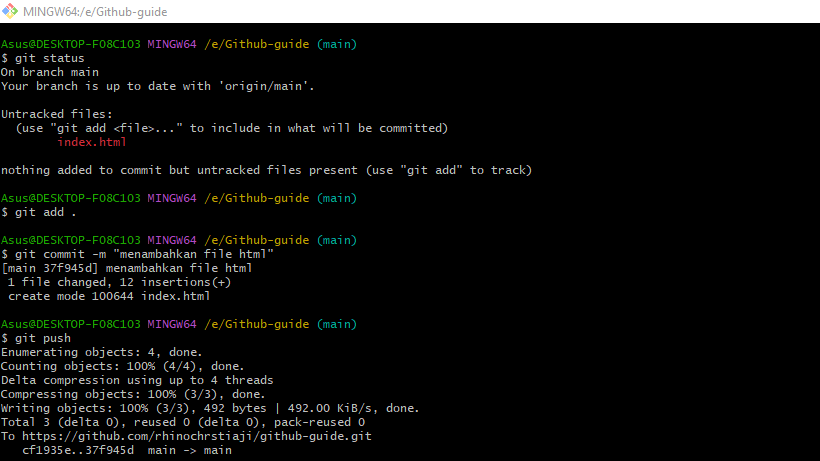 MINGW64:/e/Github-guide
Asus@DESKTOP-F08C1O3 MINGW64 /e/Github-guide (main)
$ git status
On branch main
Your branch is up to date with 'origin/main'.
Untracked files:
(use "git add <file>..." to include in what will be committed)
index.html
nothing added to commit but untracked files present (use "git add" to track)
Asus@DESKTOP-F08C1O3 MINGW64 /e/Github-guide (main)
$ git add .
Asus@DESKTOP-F08C1O3 MINGW64 /e/Github-guide (main)
$ git commit -m "menambahkan file html"
[main 37f945d] menambahkan file html
1 file changed, 12 insertions(+)
create mode 100644 index.html
Asus@DESKTOP-F08C1O3 MINGW64 /e/Github-guide (main)
$ git push
Enumerating objects: 4, done.
Counting objects: 100% (4/4), done.
Delta compression using up to 4 threads
Compressing objects: 100% (3/3), done.
Writing objects: 100% (3/3), 492 bytes | 492.00 KiB/s, done.
Total 3 (delta 0), reused 0 (delta 0), pack-reused 0
To https://github.com/rhinochrstiaji/github-guide.git
cf1935e..37f945d  main -> main